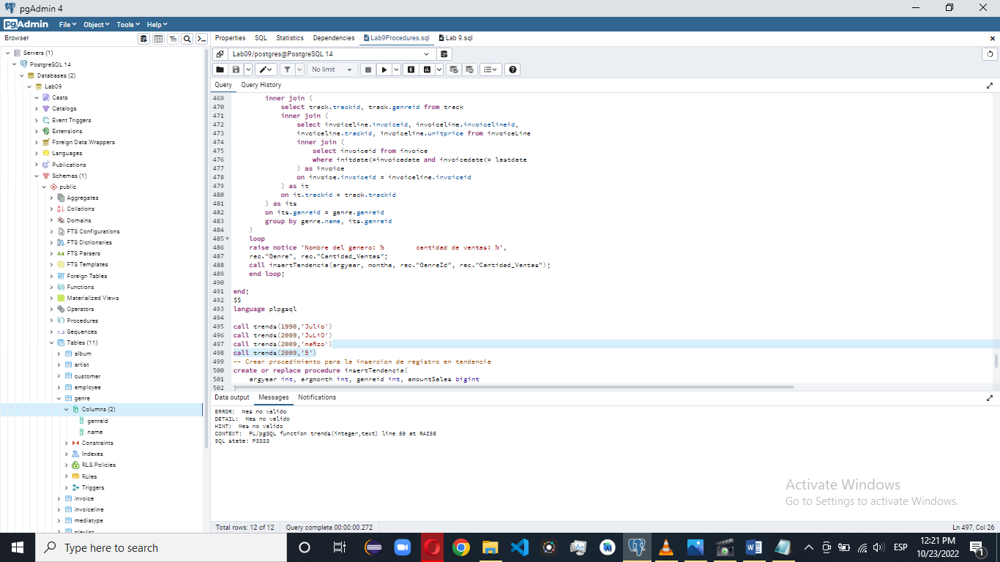 pgAdmin 4
pgAdmin File Object Tools Help
Browser
Properties SQL Statistics Dependencies Lab9Procedures.sql Lab 9.sql
Servers (1)
PostgreSQL 14
Databases (2)
Lab09
Casts
Catalogs
Event Triggers
Extensions
Foreign Data Wrappers
Languages
Publications
Schemas (1)
public
Aggregates
Collations
Domains
FTS Configurations
FTS Dictionaries
FTS Parsers
FTS Templates
Foreign Tables
Functions
Materialized Views
Operators
Procedures
Sequences
Tables (11)
album
artist
customer
employee
genre
Columns (2)
genreid
name
Constraints
Indexes
RLS Policies
Rules
Triggers
invoice
invoiceline
mediatype
playlist
Lab09/postgres@PostgreSQL 14
No limit
Query Query History
469 inner join (
470 select track.trackid, track.genreid from track
471 inner join (
472 select invoiceline.invoiceid, invoiceline.invoicelineid,
473 invoiceline.trackid, invoiceline.unitprice from invoiceLine
474 inner join (
475 select invoiceid from invoice
476 where initdate<=invoicedate and invoicedate<= lastdate
477 ) as invoice
478 on invoice.invoiceid = invoiceline.invoiceid
479 ) as it
480 on it.trackid = track.trackid
481 ) as its
482 on its.genreid = genre.genreid
483 group by genre.name, its.genreid
484 )
485 loop
486 raise notice 'Nombre del genero: % cantidad de ventas: %',
487 rec."Genre", rec."Cantidad_Ventas";
488 call insertTendencia(argyear, months, rec."GenreId", rec."Cantidad_Ventas");
489 end loop;
490
491 end;
492 $$
493 language plpgsql
494
495 call trends(1990,'Julio')
496 call trends(2009,'JuLiO')
497 call trends(2009,'maRzo')
498 call trends(2009,'5')
499 -- Crear procedimiento para la insercion de registro en tendencia
500 create or replace procedure insertTendencia(
501 argyear int, argmonth int, genreid int, amountSales bigint
502 )
Data output Messages Notifications
ERROR: Mes no valido
DETAIL: Mes no valido
HINT: Mes no valido
CONTEXT: PL/pgSQL function trends(integer,text) line 59 at RAISE
SQL state: P3333
Activate Windows
Go to Settings to activate Windows.
Total rows: 12 of 12 Query complete 00:00:00.272 Ln 497, Col 26
Type here to search
ESP
12:21 PM
10/23/2022
1